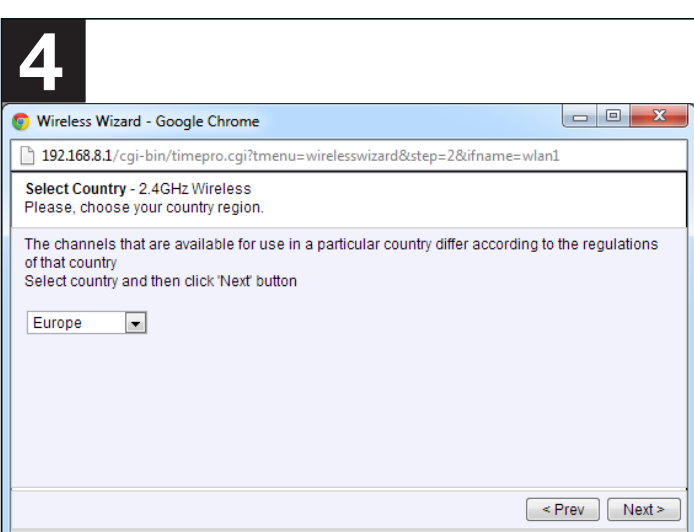 4
Wireless Wizard - Google Chrome
192.168.8.1/cgi-bin/timepro.cgi?tmenu=wirelesswizard&step=2&ifname=wlan1
Select Country - 2.4GHz Wireless
Please, choose your country region.
The channels that are available for use in a particular country differ according to the regulations
of that country
Select country and then click 'Next' button
Europe
< Prev Next >